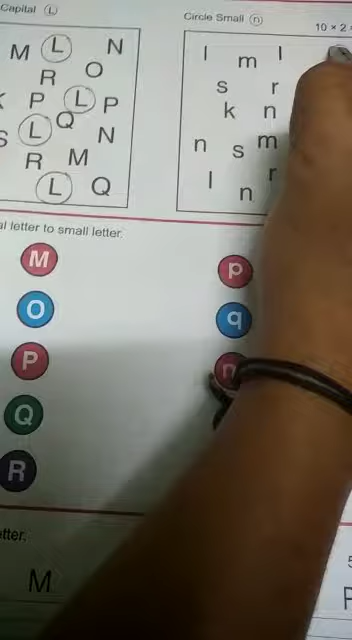 Capital L
Circle Small n
10 × 2
M L N
R O
P L P
Q
S L N
R M
L Q
l m l
s r
k n
n s m
l r
n
al letter to small letter.
M p
O q
P n
Q
R
etter.
M